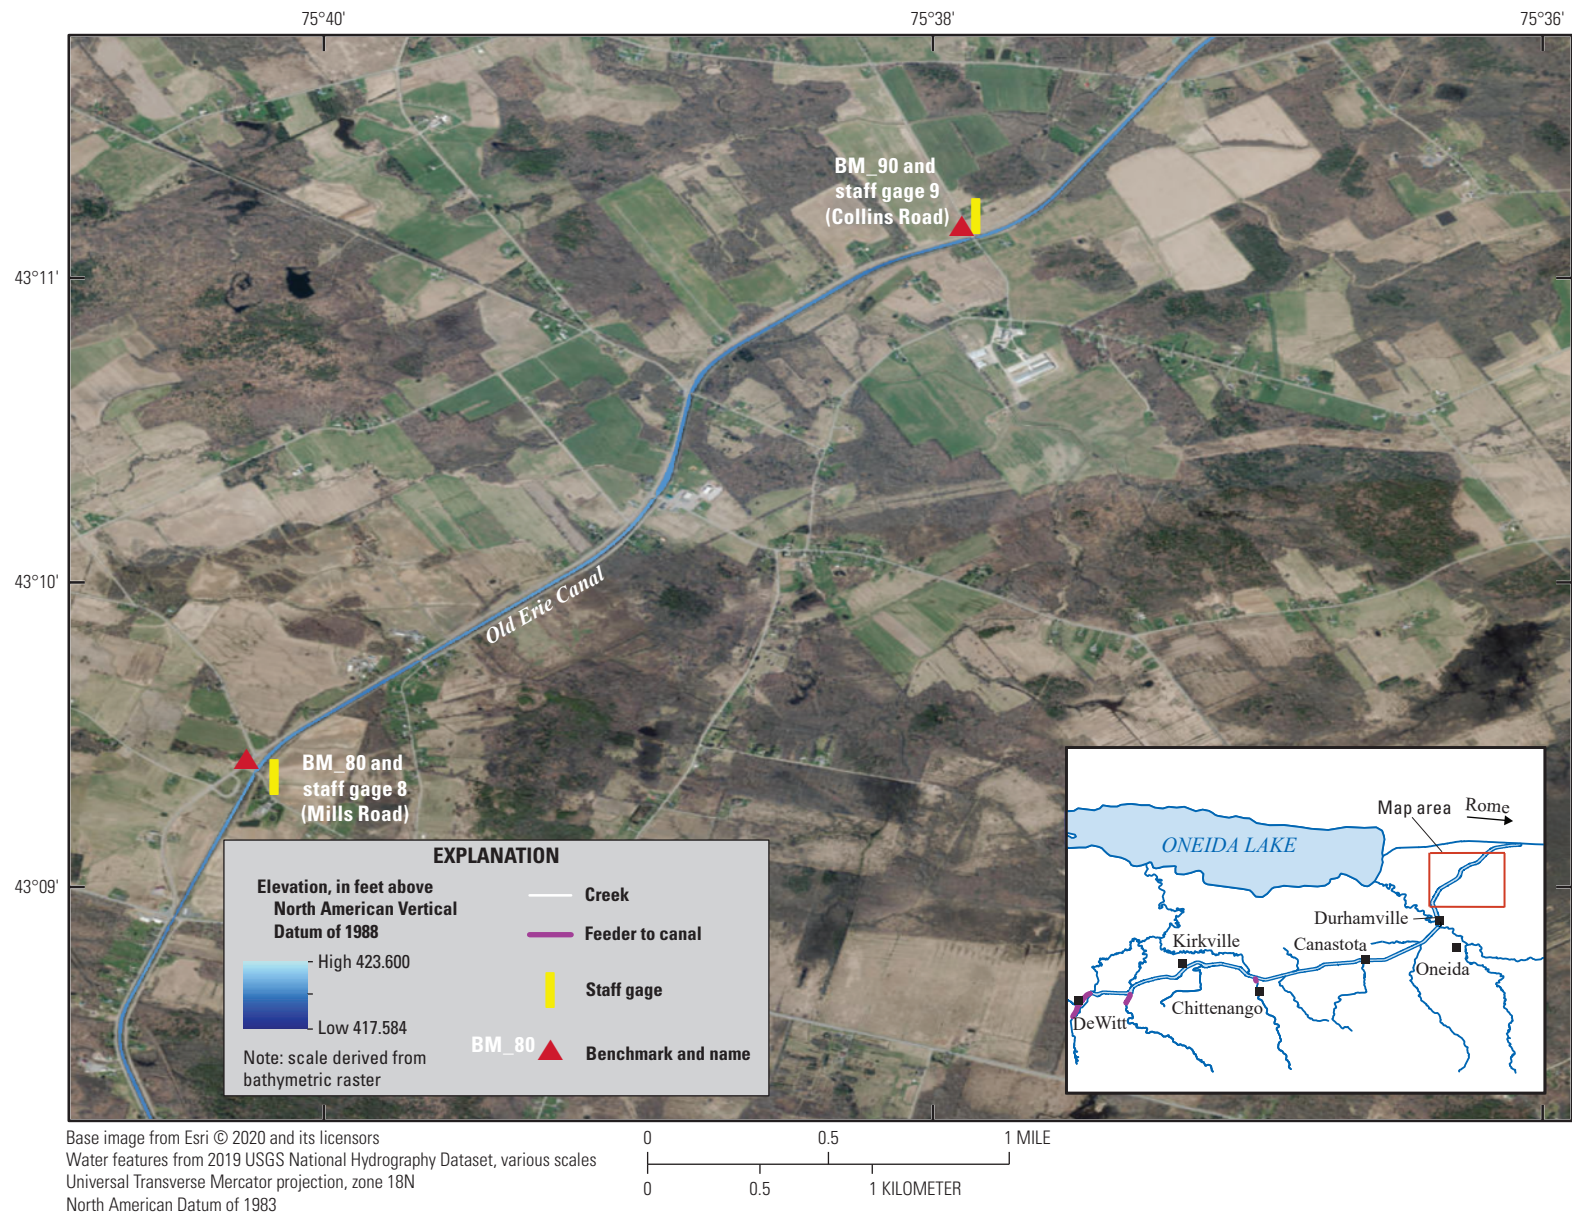 75°40'
75°38'
75°36'
BM_90 and
staff gage 9
(Collins Road)
43°11'
43°10'
Old Erie Canal
BM_80 and
staff gage 8
(Mills Road)
43°09'
EXPLANATION
Elevation, in feet above
North American Vertical
Datum of 1988
High 423.600
Low 417.584
Note: scale derived from
bathymetric raster
Creek
Feeder to canal
Staff gage
BM_80
Benchmark and name
Map area
Rome
ONEIDA LAKE
Durhamville
Kirkville
Canastota
Oneida
Chittenango
DeWitt
Base image from Esri © 2020 and its licensors
Water features from 2019 USGS National Hydrography Dataset, various scales
Universal Transverse Mercator projection, zone 18N
North American Datum of 1983
0 0.5 1 MILE
0 0.5 1 KILOMETER